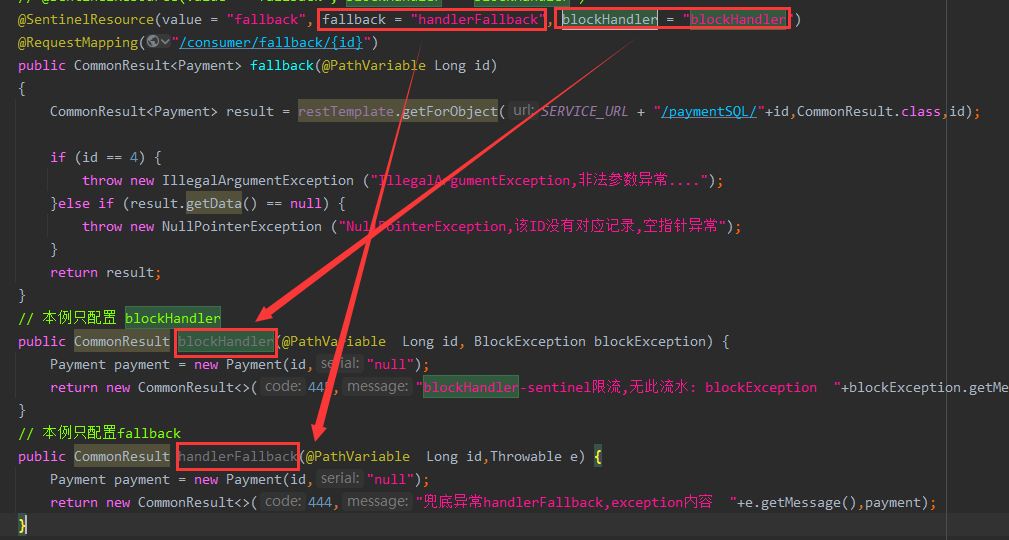 @SentinelResource(value = "fallback", fallback = "handlerFallback", blockHandler = "blockHandler")
@RequestMapping("/consumer/fallback/{id}")
public CommonResult<Payment> fallback(@PathVariable Long id)
{
CommonResult<Payment> result = restTemplate.getForObject( url: SERVICE_URL + "/paymentSQL/"+id,CommonResult.class,id);
if (id == 4) {
throw new IllegalArgumentException ("IllegalArgumentException,非法参数异常....");
}else if (result.getData() == null) {
throw new NullPointerException ("NullPointerException,该ID没有对应记录,空指针异常");
}
return result;
}
// 本例只配置 blockHandler
public CommonResult blockHandler(@PathVariable Long id, BlockException blockException) {
Payment payment = new Payment(id, serial: "null");
return new CommonResult<>( code: 445, message: "blockHandler-sentinel限流,无此流水: blockException "+blockException.getMe
}
// 本例只配置fallback
public CommonResult handlerFallback(@PathVariable Long id,Throwable e) {
Payment payment = new Payment(id, serial: "null");
return new CommonResult<>( code: 444, message: "兜底异常handlerFallback,exception内容 "+e.getMessage(),payment);
}